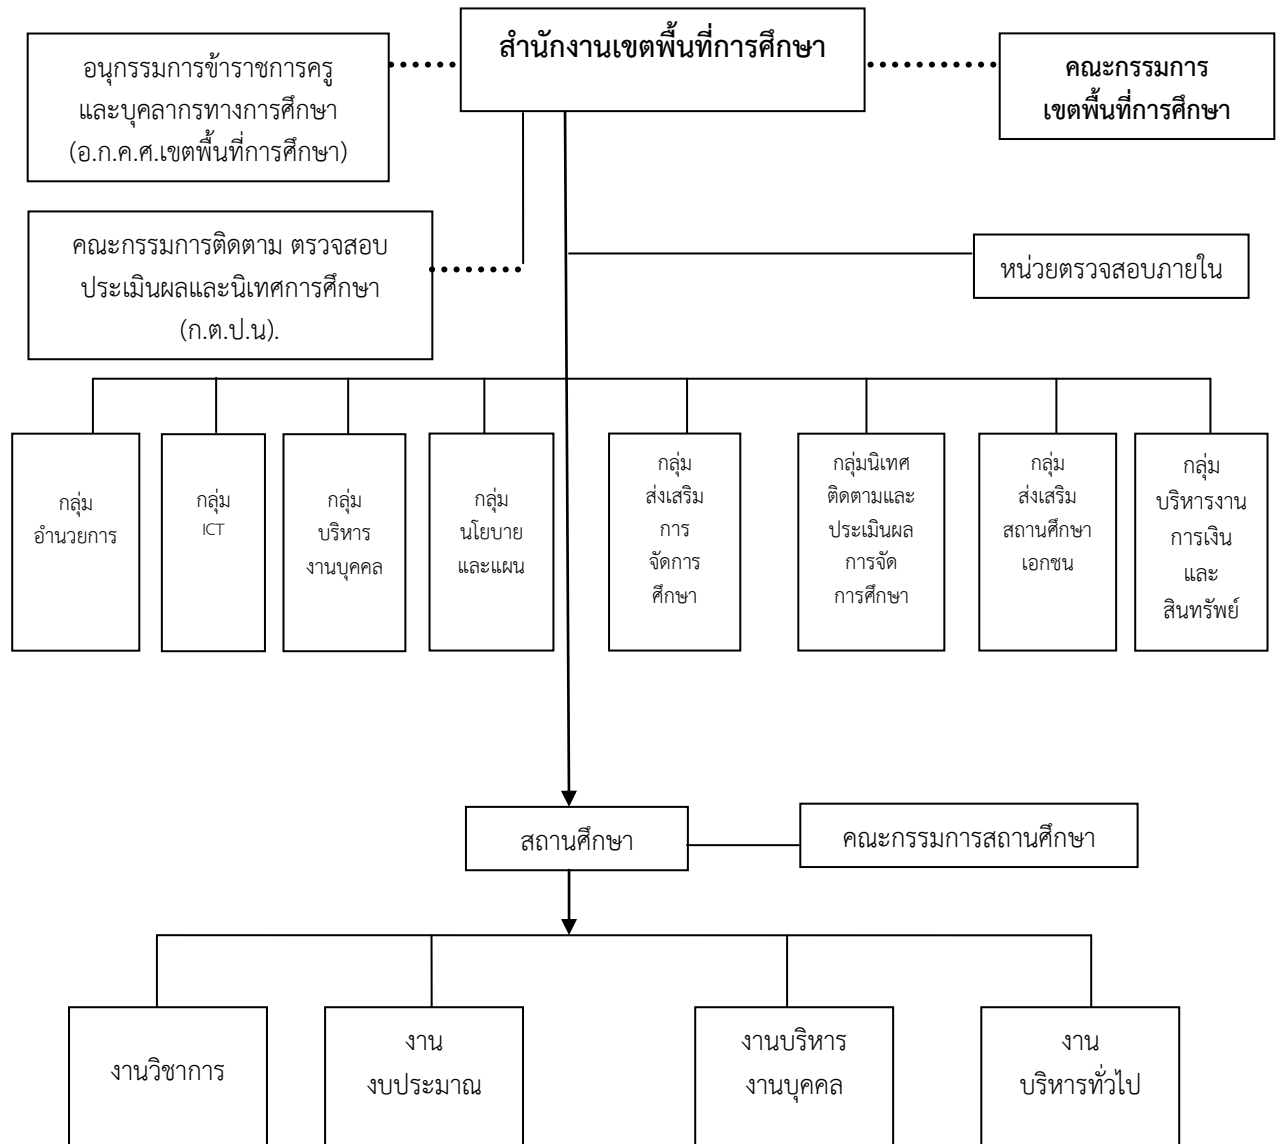 สำนักงานเขตพื้นที่การศึกษา
อนุกรรมการข้าราชการครู
และบุคลากรทางการศึกษา
(อ.ก.ค.ศ.เขตพื้นที่การศึกษา)
คณะกรรมการ
เขตพื้นที่การศึกษา
คณะกรรมการติดตาม ตรวจสอบ
ประเมินผลและนิเทศการศึกษา
(ก.ต.ป.น).
หน่วยตรวจสอบภายใน
กลุ่ม
อำนวยการ
กลุ่ม
ICT
กลุ่ม
บริหาร
งานบุคคล
กลุ่ม
นโยบาย
และแผน
กลุ่ม
ส่งเสริม
การ
จัดการ
ศึกษา
กลุ่มนิเทศ
ติดตามและ
ประเมินผล
การจัด
การศึกษา
กลุ่ม
ส่งเสริม
สถานศึกษา
เอกชน
กลุ่ม
บริหารงาน
การเงิน
และ
สินทรัพย์
สถานศึกษา
คณะกรรมการสถานศึกษา
งานวิชาการ
งาน
งบประมาณ
งานบริหาร
งานบุคคล
งาน
บริหารทั่วไป